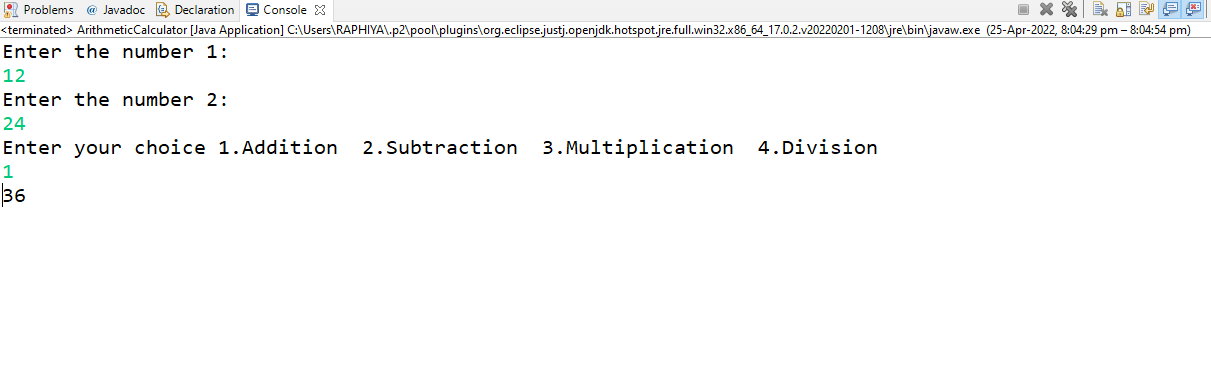 Problems @ Javadoc Declaration Console
<terminated> ArithmeticCalculator [Java Application] C:\Users\RAPHIYA\.p2\pool\plugins\org.eclipse.justj.openjdk.hotspot.jre.full.win32.x86_64_17.0.2.v20220201-1208\jre\bin\javaw.exe (25-Apr-2022, 8:04:29 pm – 8:04:54 pm)
Enter the number 1:
12
Enter the number 2:
24
Enter your choice 1.Addition  2.Subtraction  3.Multiplication  4.Division
1
36